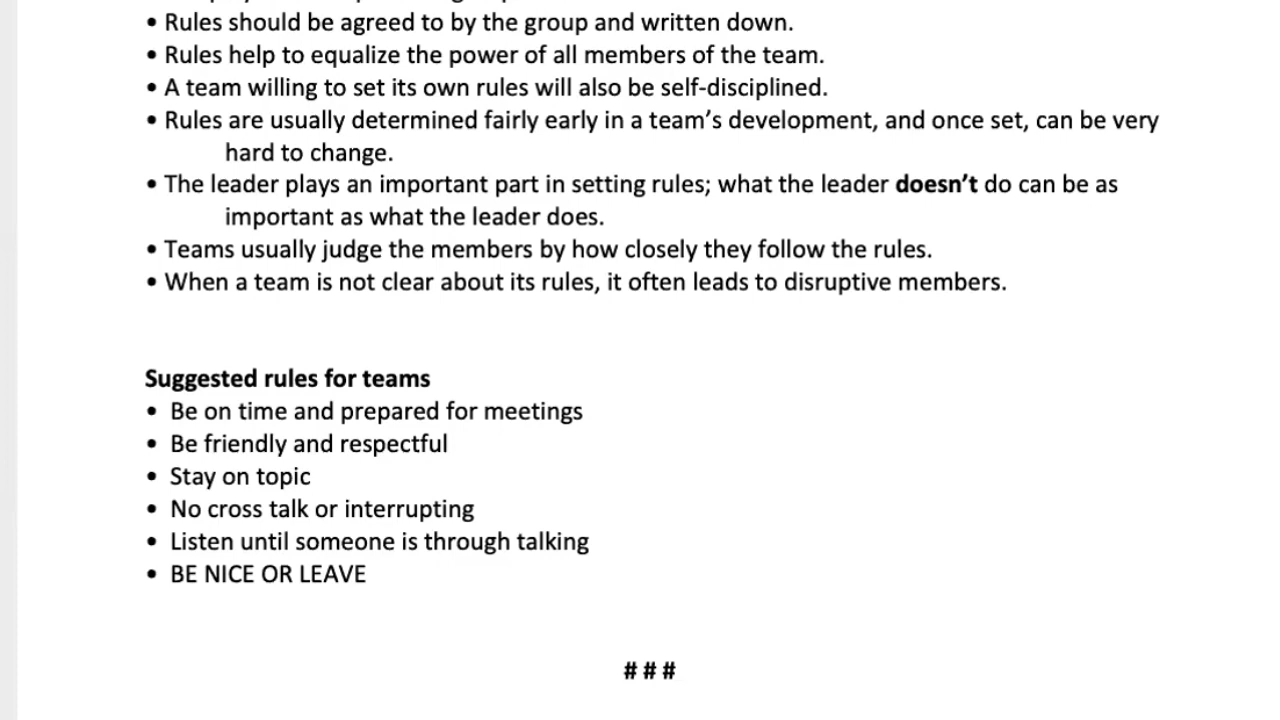 • Rules should be agreed to by the group and written down.
• Rules help to equalize the power of all members of the team.
• A team willing to set its own rules will also be self-disciplined.
• Rules are usually determined fairly early in a team’s development, and once set, can be very
hard to change.
• The leader plays an important part in setting rules; what the leader doesn’t do can be as
important as what the leader does.
• Teams usually judge the members by how closely they follow the rules.
• When a team is not clear about its rules, it often leads to disruptive members.
Suggested rules for teams
• Be on time and prepared for meetings
• Be friendly and respectful
• Stay on topic
• No cross talk or interrupting
• Listen until someone is through talking
• BE NICE OR LEAVE
# # #